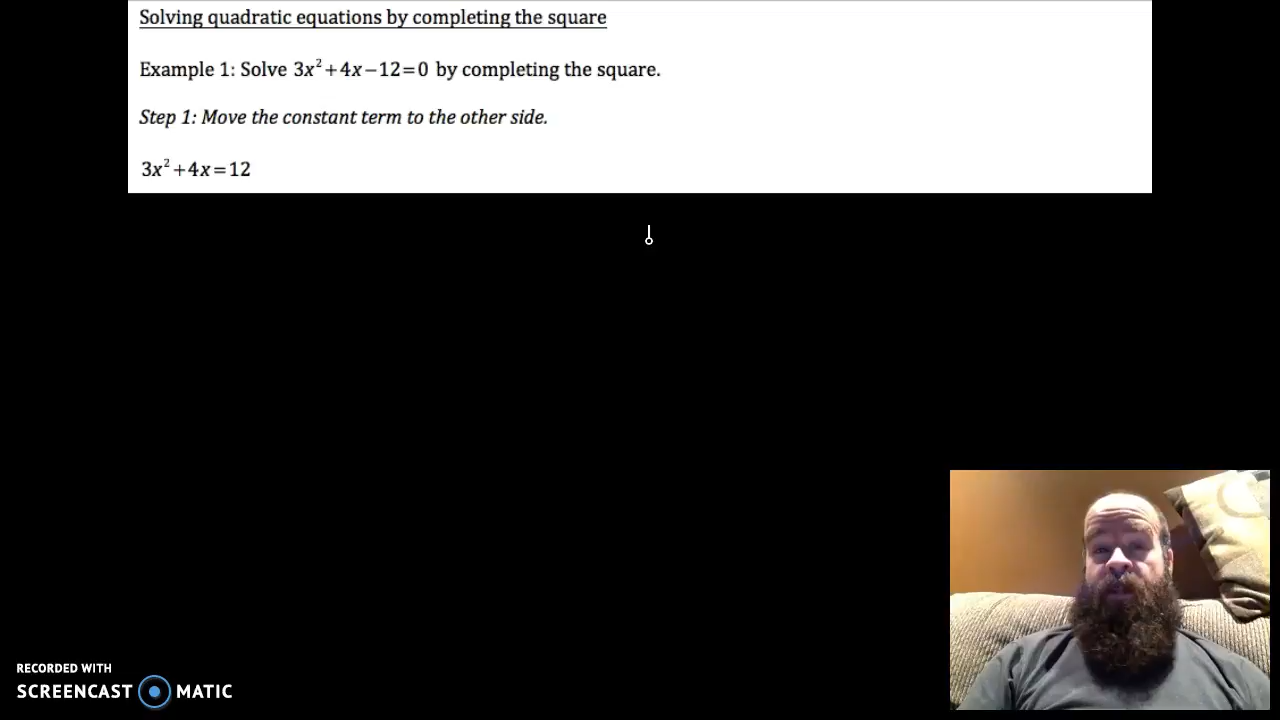 Solving quadratic equations by completing the square
Example 1: Solve 3x²+4x−12=0 by completing the square.
Step 1: Move the constant term to the other side.
3x²+4x=12
RECORDED WITH
SCREENCAST MATIC